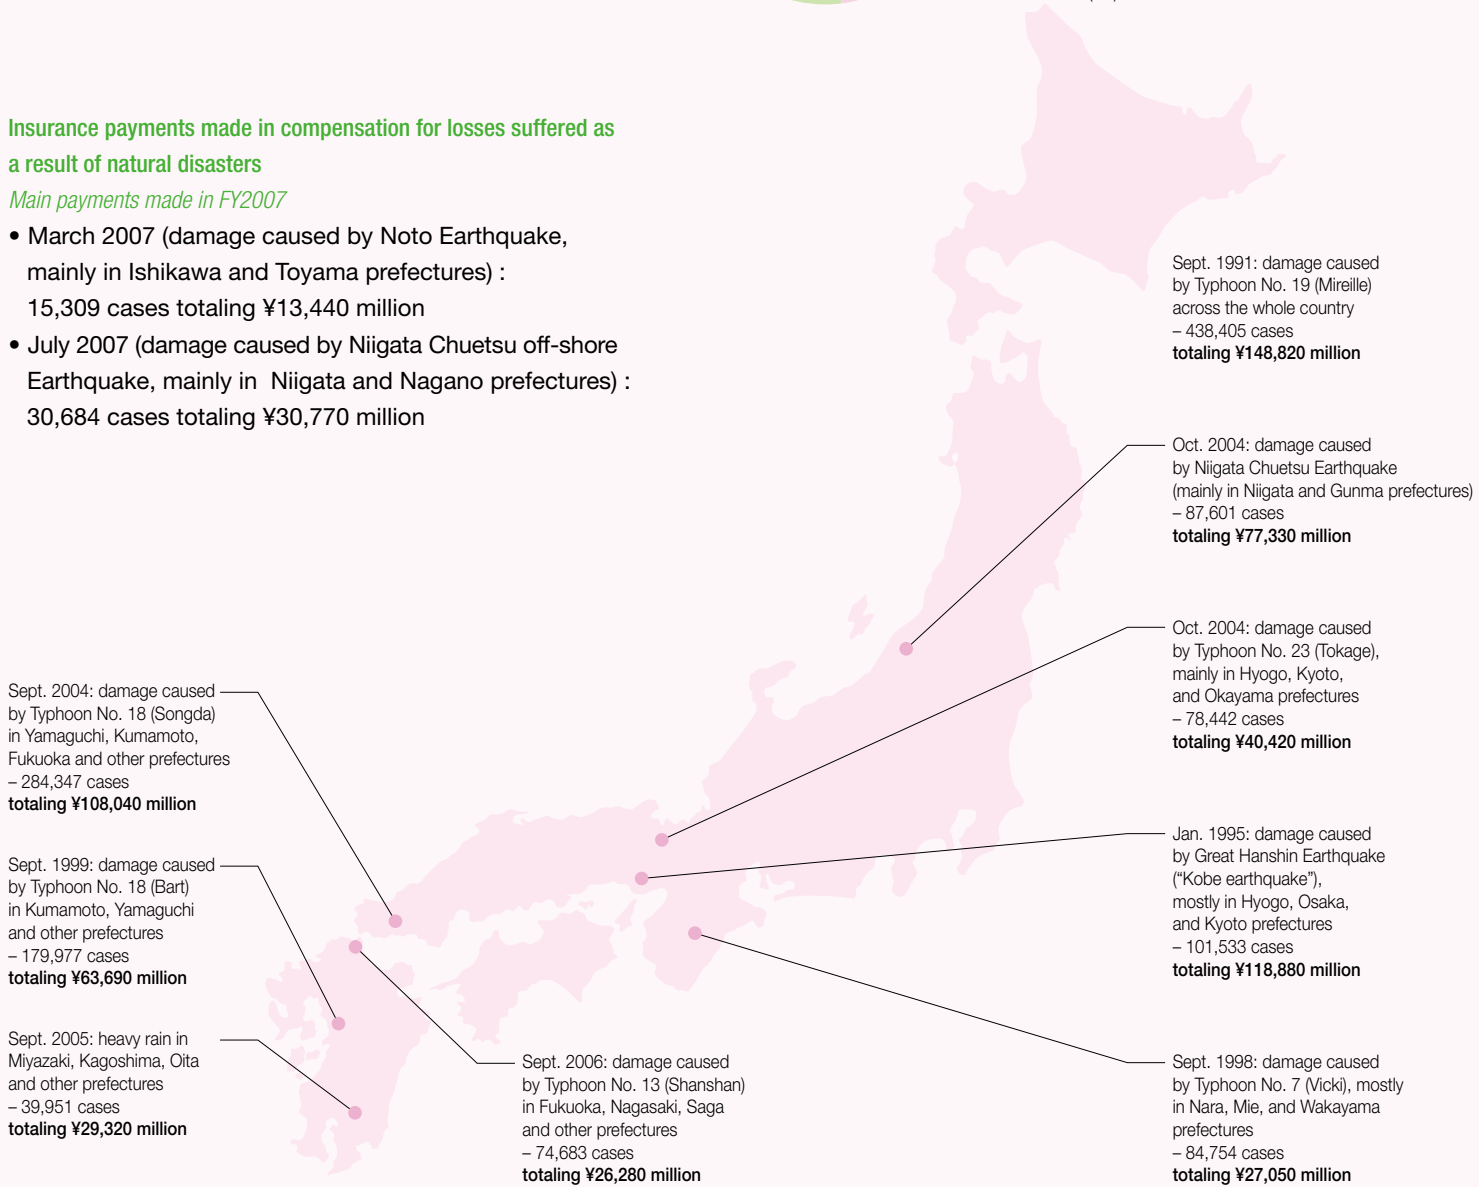 Insurance payments made in compensation for losses suffered as
a result of natural disasters
Main payments made in FY2007
• March 2007 (damage caused by Noto Earthquake,
mainly in Ishikawa and Toyama prefectures) :
15,309 cases totaling ¥13,440 million
• July 2007 (damage caused by Niigata Chuetsu off-shore
Earthquake, mainly in  Niigata and Nagano prefectures) :
30,684 cases totaling ¥30,770 million
Sept. 1991: damage caused
by Typhoon No. 19 (Mireille)
across the whole country
– 438,405 cases
totaling ¥148,820 million
Oct. 2004: damage caused
by Niigata Chuetsu Earthquake
(mainly in Niigata and Gunma prefectures)
– 87,601 cases
totaling ¥77,330 million
Oct. 2004: damage caused
by Typhoon No. 23 (Tokage),
mainly in Hyogo, Kyoto,
and Okayama prefectures
– 78,442 cases
totaling ¥40,420 million
Sept. 2004: damage caused
by Typhoon No. 18 (Songda)
in Yamaguchi, Kumamoto,
Fukuoka and other prefectures
– 284,347 cases
totaling ¥108,040 million
Jan. 1995: damage caused
by Great Hanshin Earthquake
(“Kobe earthquake”),
mostly in Hyogo, Osaka,
and Kyoto prefectures
– 101,533 cases
totaling ¥118,880 million
Sept. 1999: damage caused
by Typhoon No. 18 (Bart)
in Kumamoto, Yamaguchi
and other prefectures
– 179,977 cases
totaling ¥63,690 million
Sept. 2005: heavy rain in
Miyazaki, Kagoshima, Oita
and other prefectures
– 39,951 cases
totaling ¥29,320 million
Sept. 2006: damage caused
by Typhoon No. 13 (Shanshan)
in Fukuoka, Nagasaki, Saga
and other prefectures
– 74,683 cases
totaling ¥26,280 million
Sept. 1998: damage caused
by Typhoon No. 7 (Vicki), mostly
in Nara, Mie, and Wakayama
prefectures
– 84,754 cases
totaling ¥27,050 million